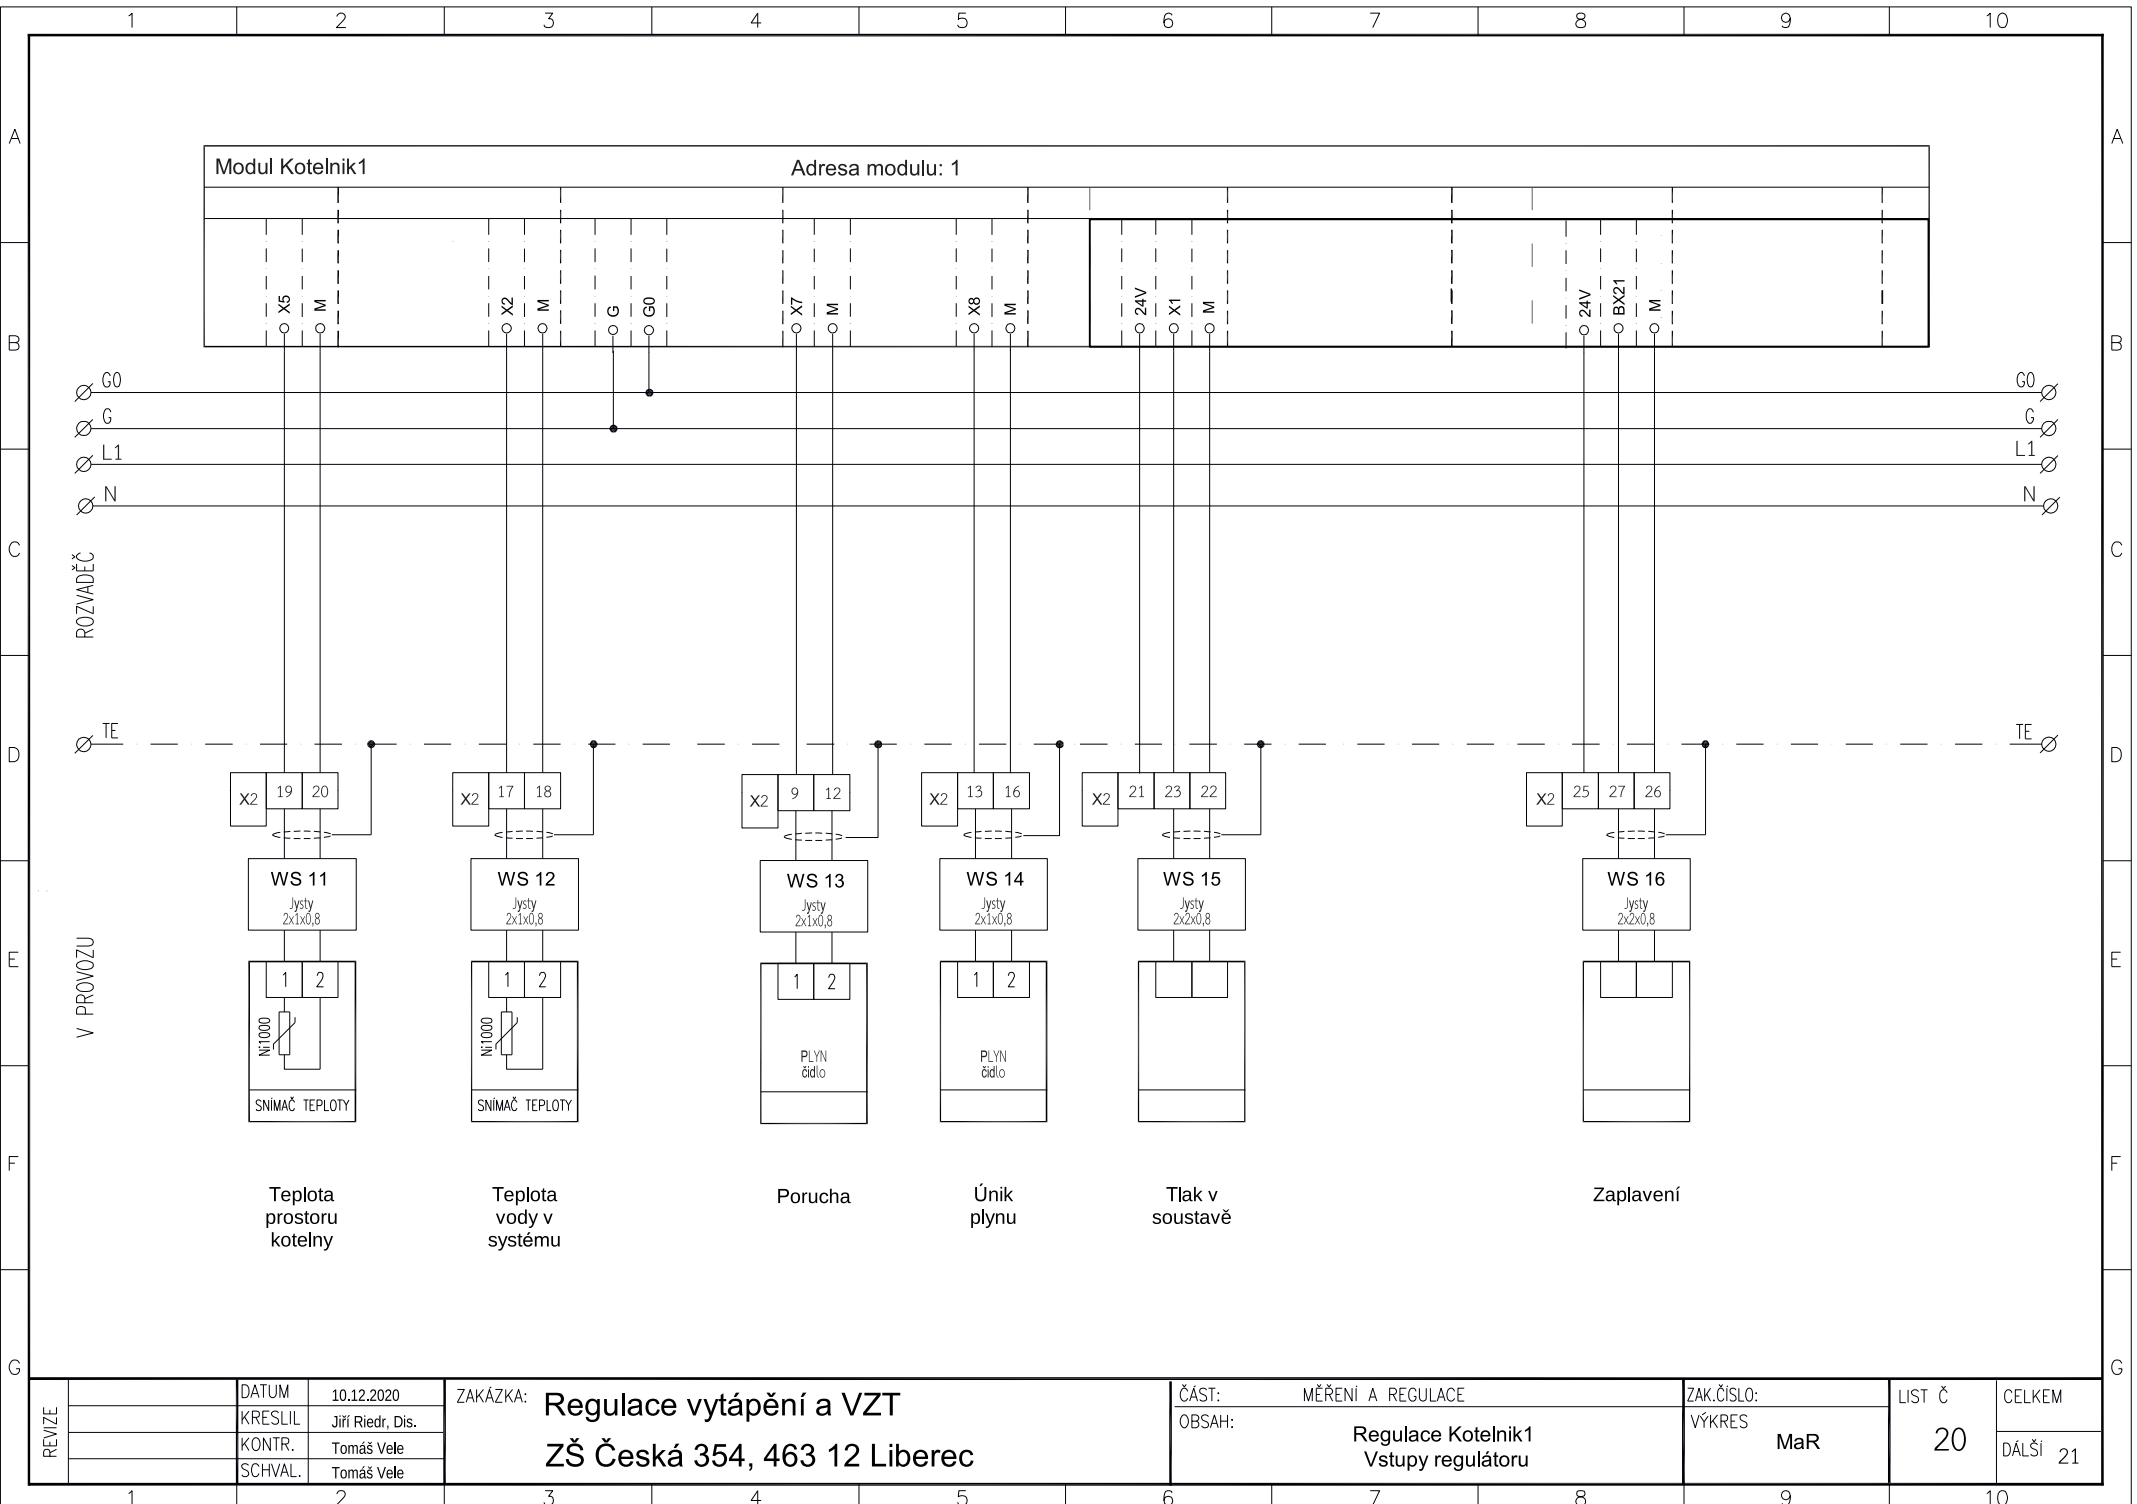 1 2 3 4 5 6 7 8 9 10
A A
Modul Kotelnik1 Adresa modulu: 1
X5 M X2 M G G0 X7 M X8 M 24V X1 M 24V BX21 M
B B
G0 G0
G G
L1 L1
N N
C C
ROZVADĚČ
TE TE
D D
X2 19 20 X2 17 18 X2 9 12 X2 13 16 X2 21 23 22 X2 25 27 26
WS 11 WS 12 WS 13 WS 14 WS 15 WS 16
Jysty Jysty Jysty Jysty Jysty Jysty
2x1x0,8 2x1x0,8 2x1x0,8 2x1x0,8 2x2x0,8 2x2x0,8
E E
V PROVOZU
1 2 1 2 1 2 1 2
Ni1000 Ni1000
PLYN PLYN
čidlo čidlo
SNÍMAČ TEPLOTY SNÍMAČ TEPLOTY
F F
Teplota
prostoru
kotelny
Teplota
vody v
systému
Porucha
Únik
plynu
Tlak v
soustavě
Zaplavení
G G
REVIZE
DATUM 10.12.2020
KRESLIL Jiří Riedr, Dis.
KONTR. Tomáš Vele
SCHVAL. Tomáš Vele
ZAKÁZKA: Regulace vytápění a VZT
ZŠ Česká 354, 463 12 Liberec
ČÁST: MĚŘENÍ A REGULACE
OBSAH: Regulace Kotelnik1
Vstupy regulátoru
ZAK.ČÍSLO:
VÝKRES MaR
LIST Č 20
CELKEM
DÁLŠÍ 21
1 2 3 4 5 6 7 8 9 10